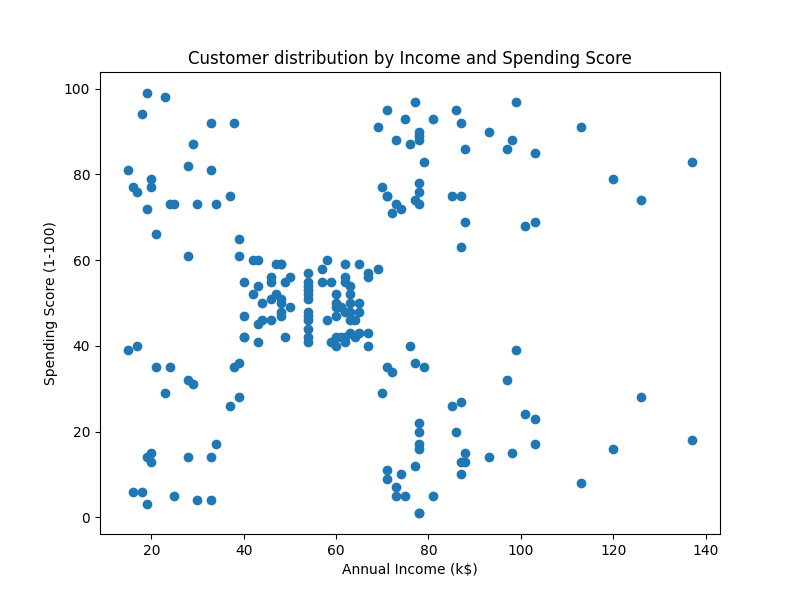 Customer distribution by Income and Spending Score
100
80
60
40
20
0
Spending Score (1-100)
20 40 60 80 100 120 140
Annual Income (k$)